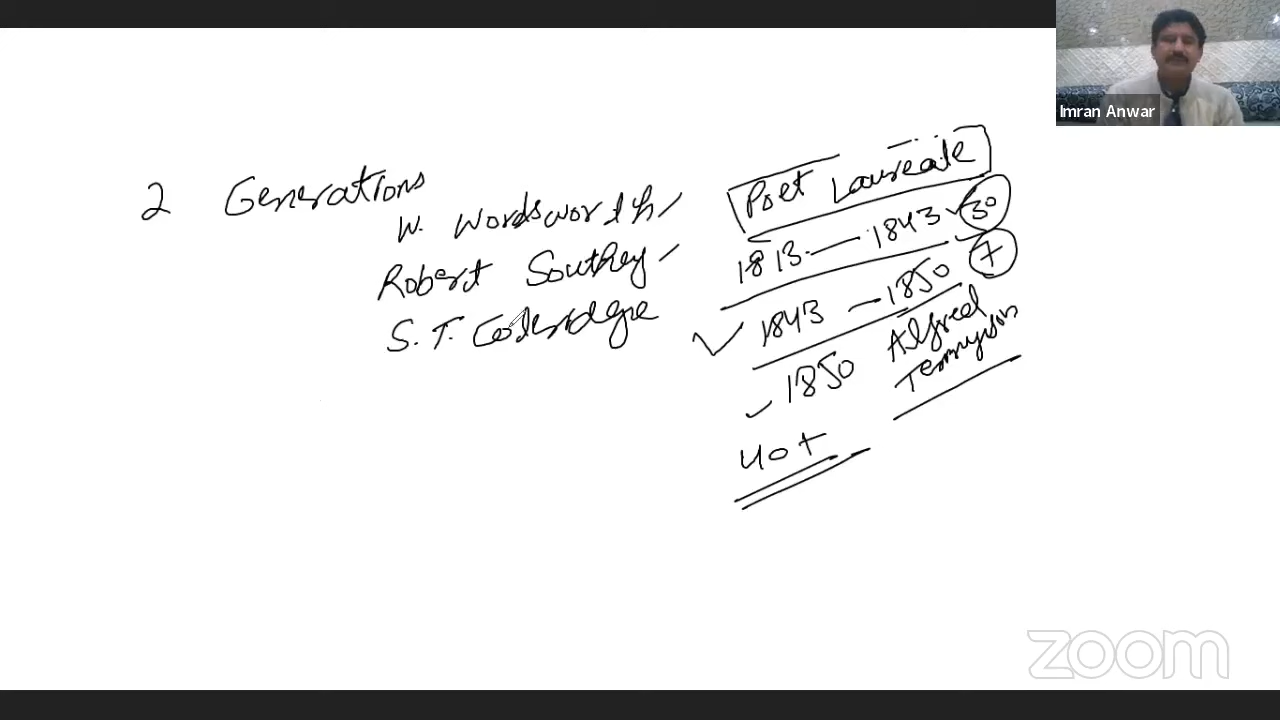 Imran Anwar
2 Generations
W. Wordsworth
Robert Southey
S. T. Coleridge
Poet Laureate
1813 — 1843 30
1843 — 1850 7
1850 Alfred
Tennyson
40 +
zoom